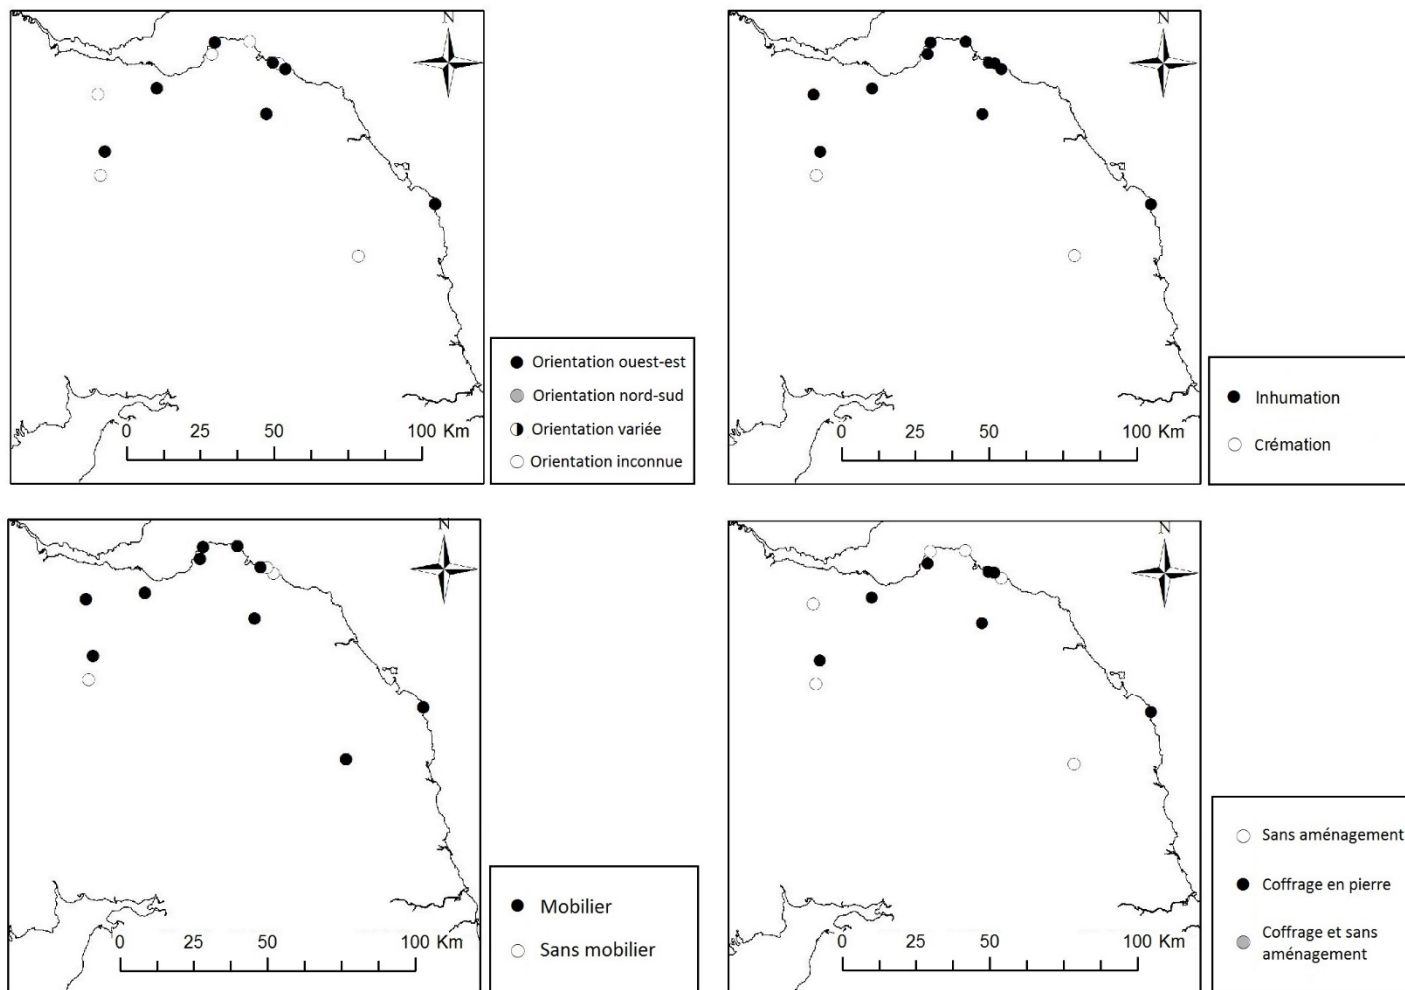 N
Orientation ouest-est
Orientation nord-sud
Orientation variée
Orientation inconnue
0 25 50 100 Km
N
Inhumation
Crémation
0 25 50 100 Km
N
Mobilier
Sans mobilier
0 25 50 100 Km
N
Sans aménagement
Coffrage en pierre
Coffrage et sans
aménagement
0 25 50 100 Km